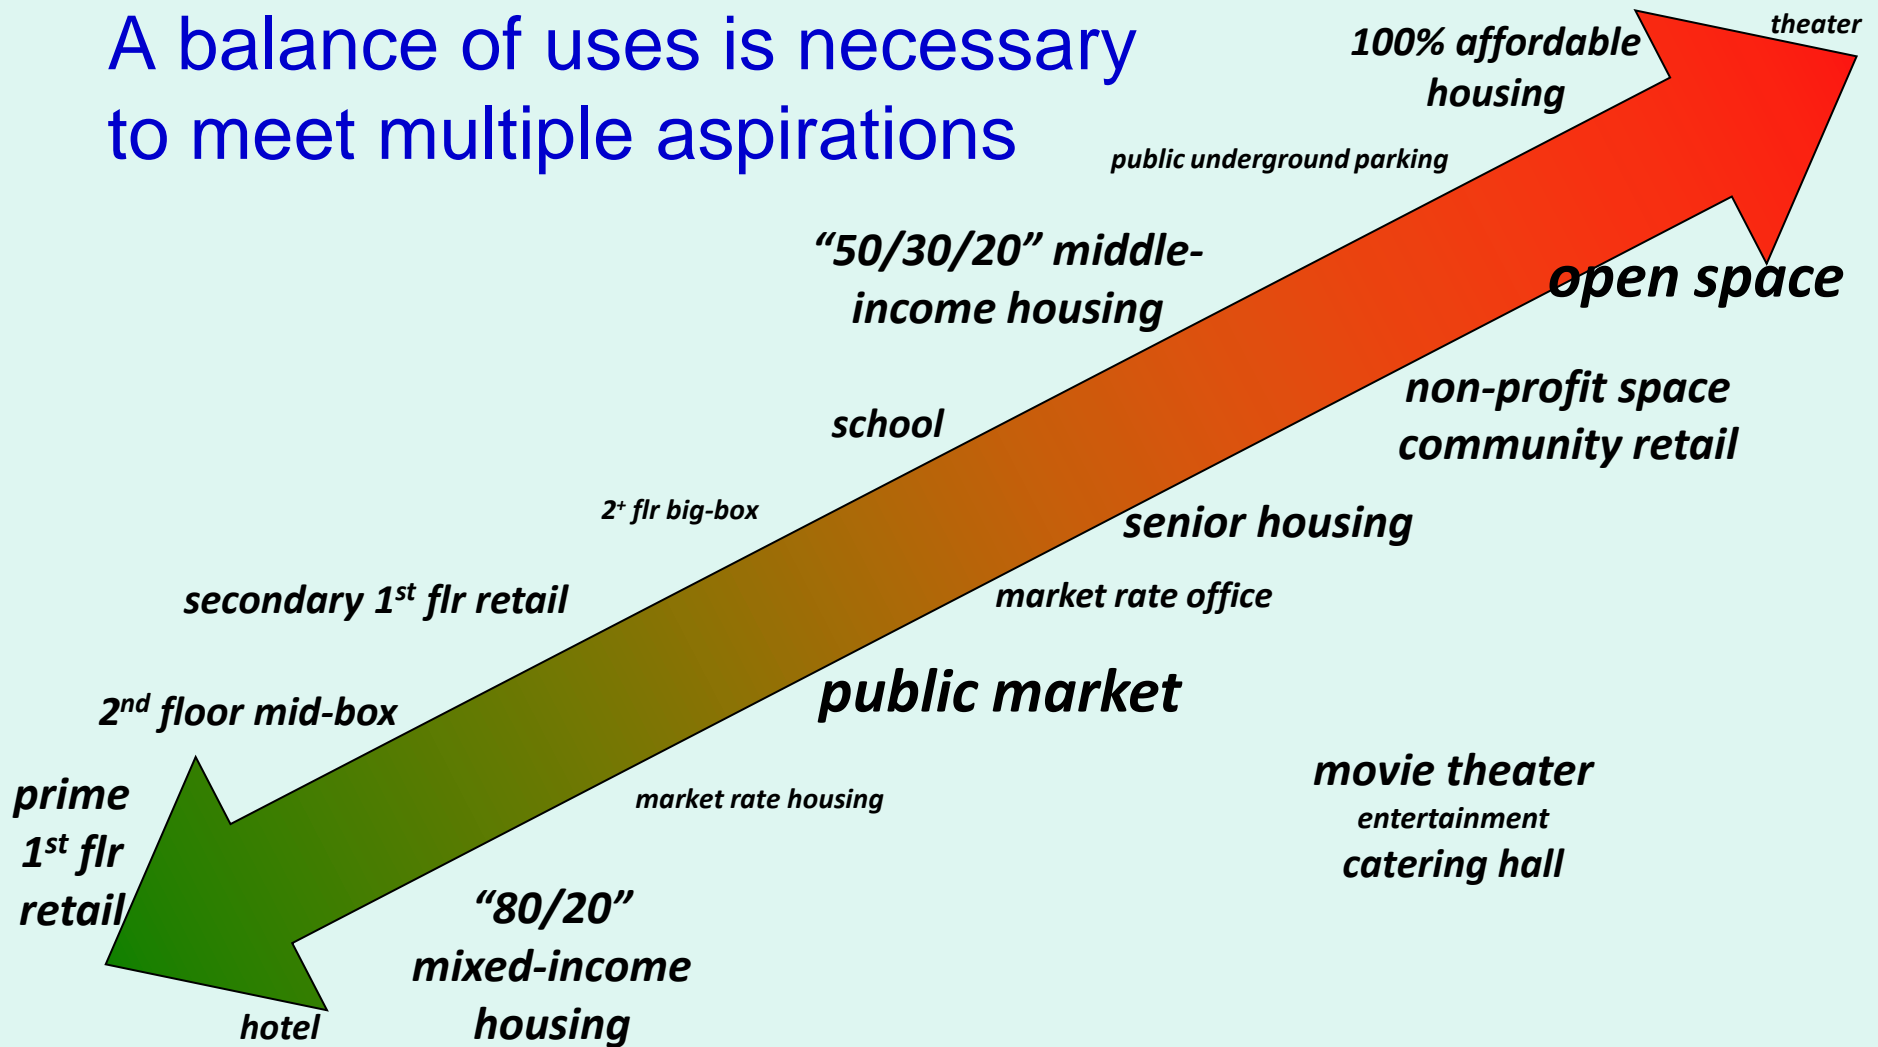 A balance of uses is necessary
to meet multiple aspirations
theater
100% affordable
housing
public underground parking
“50/30/20” middle-
income housing
open space
non-profit space
community retail
school
2⁺ flr big-box
senior housing
secondary 1ˢᵗ flr retail
market rate office
2ⁿᵈ floor mid-box
public market
prime
1ˢᵗ flr
retail
market rate housing
movie theater
entertainment
catering hall
“80/20”
mixed-income
housing
hotel